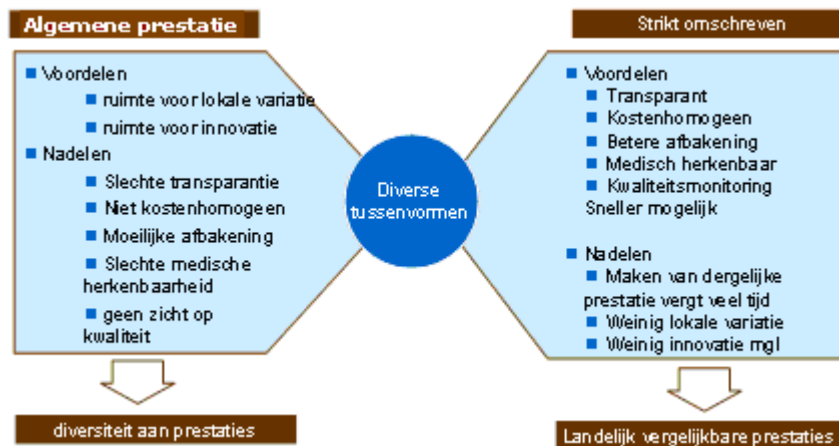 Algemene prestatie
Voordelen
ruimte voor lokale variatie
ruimte voor innovatie
Nadelen
Slechte transparantie
Niet kostenhomogeen
Moeilijke afbakening
Slechte medische
herkenbaarheid
geen zicht op
kwaliteit
diversiteit aan prestaties
Diverse
tussenvormen
Strikt omschreven
Voordelen
Transparant
Kostenhomogeen
Betere afbakening
Medisch herkenbaar
Kwaliteitsmonitoring
Sneller mogelijk
Nadelen
Maken van dergelijke
prestatie vergt veel tijd
Weinig lokale variatie
Weinig innovatie mgl
Landelijk vergelijkbare prestaties